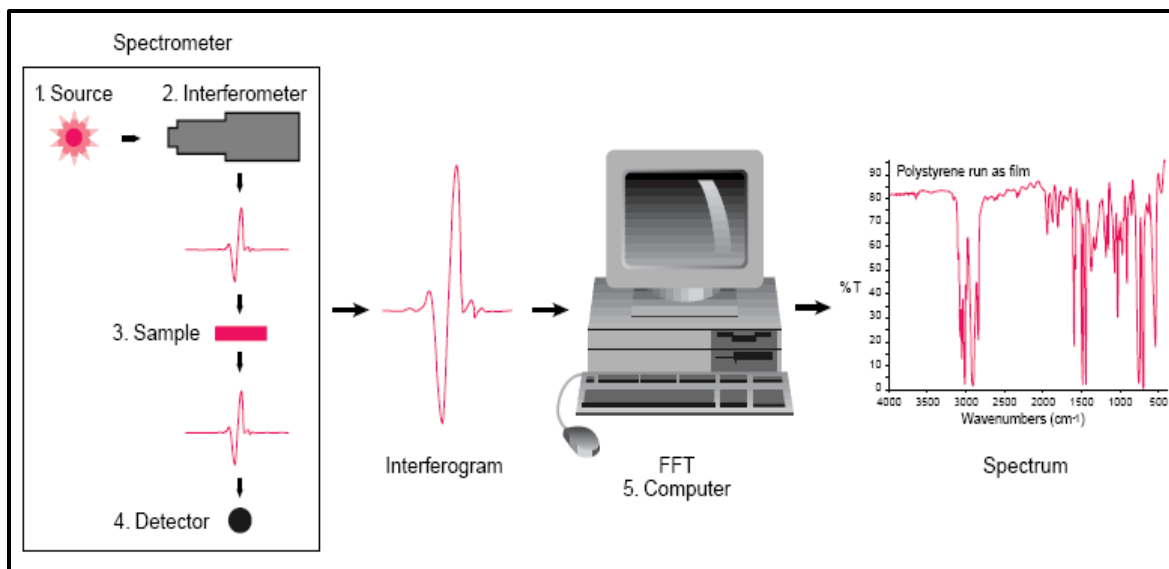 Spectrometer
1. Source
2. Interferometer
3. Sample
4. Detector
Interferogram
FFT
5. Computer
Polystyrene run as film
%T
90
80
70
60
50
40
30
20
10
0
4000 3500 3000 2500 2000 1500 1000 500
Wavenumbers (cm-1)
Spectrum